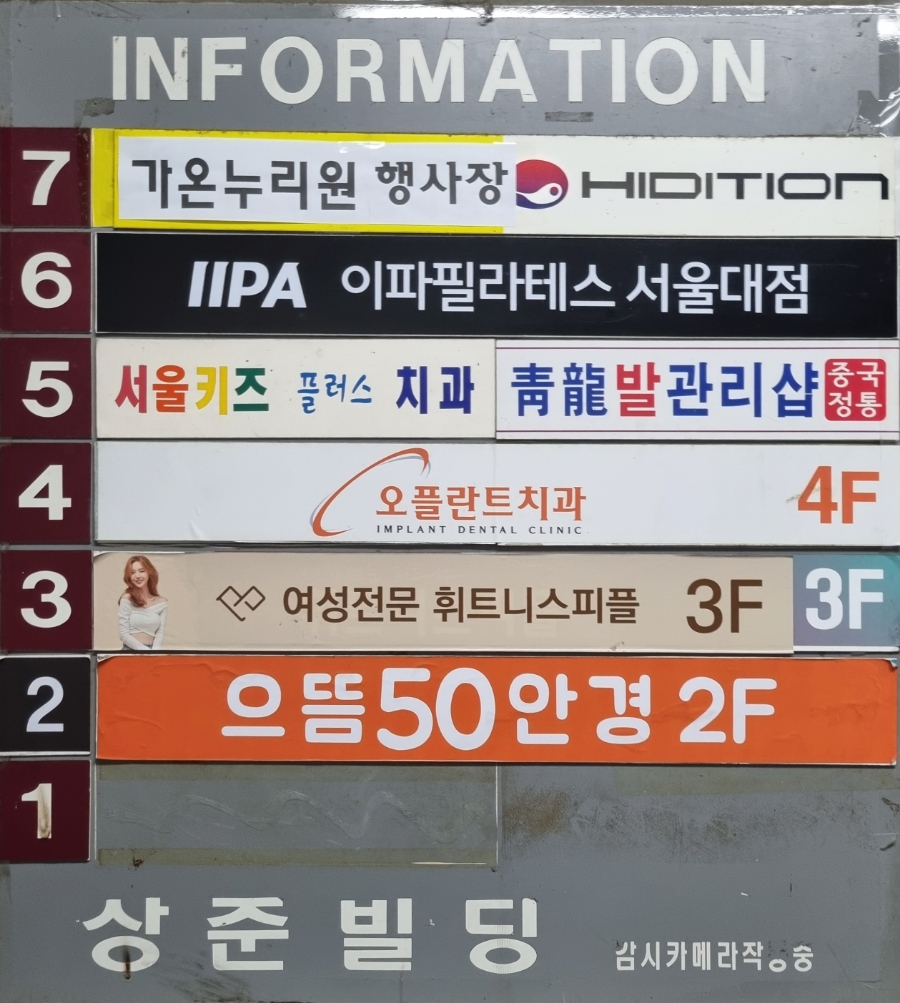 INFORMATION
7 가온누리원 행사장 HIDITION
6 IIPA 이파필라테스 서울대점
5 서울키즈 플러스 치과 靑龍발관리샵 중국 정통
4 오플란트치과 4F
IMPLANT DENTAL CLINIC
3 여성전문 휘트니스피플 3F 3F
2 으뜸50안경 2F
1
상준빌딩
감시카메라작